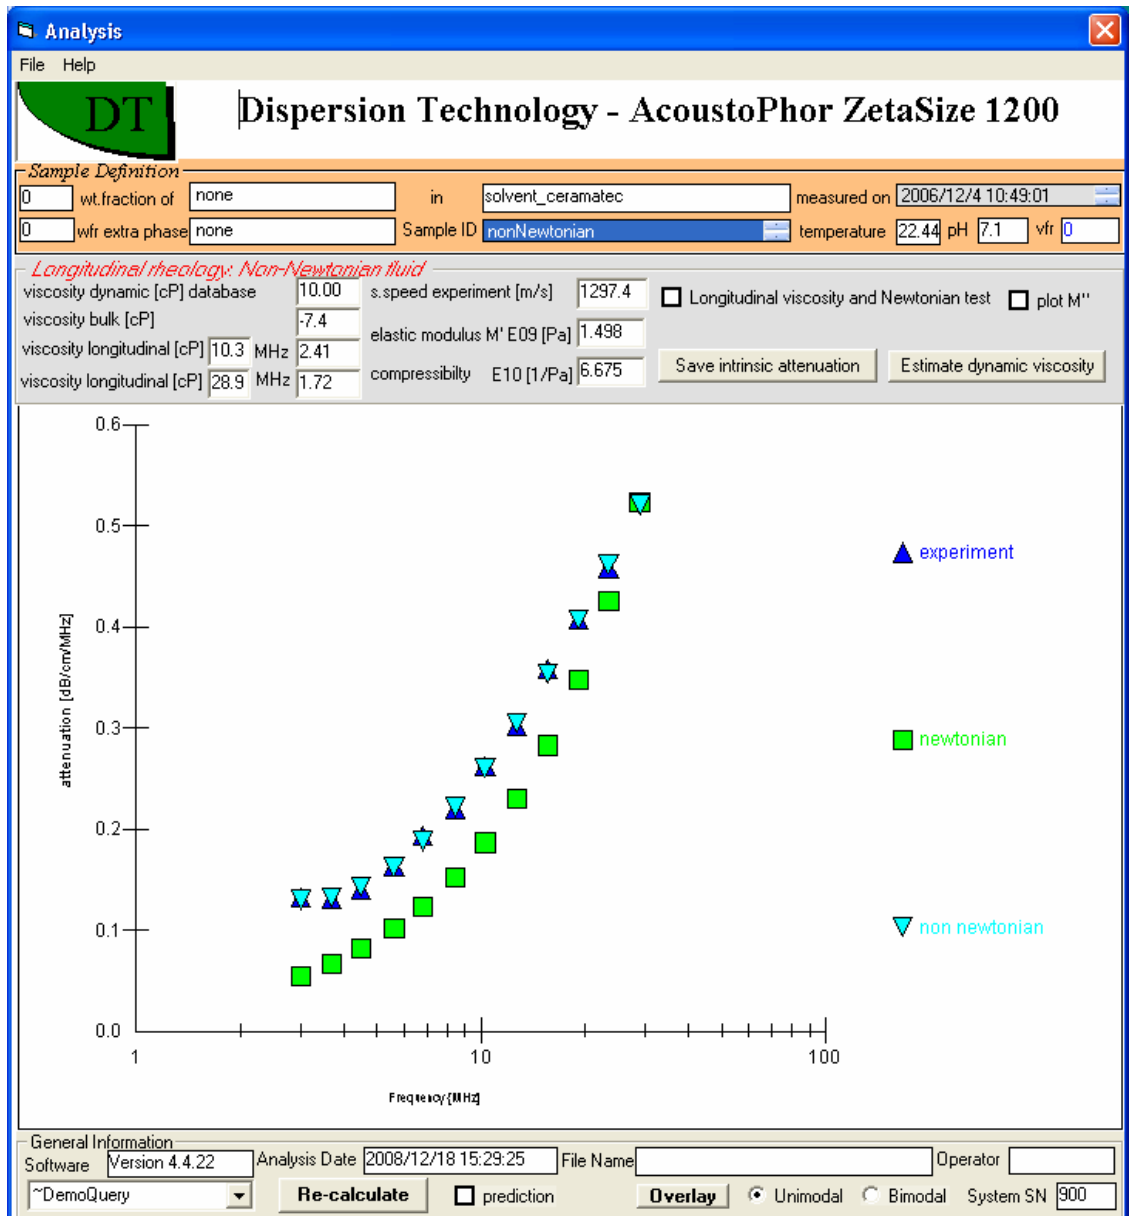 Analysis
File Help
DT
Dispersion Technology - AcoustoPhor ZetaSize 1200
Sample Definition
0 wt.fraction of none in solvent_ceramatec measured on 2006/12/4 10:49:01
0 wfr extra phase none Sample ID nonNewtonian temperature 22.44 pH 7.1 vfr 0
Longitudinal rheology: Non-Newtonian fluid
viscosity dynamic [cP] database 10.00 s.speed experiment [m/s] 1297.4 Longitudinal viscosity and Newtonian test plot M''
viscosity bulk [cP] -7.4
elastic modulus M' E09 [Pa] 1.498
viscosity longitudinal [cP] 10.3 MHz 2.41
Save intrinsic attenuation Estimate dynamic viscosity
viscosity longitudinal [cP] 28.9 MHz 1.72 compressibilty E10 [1/Pa] 6.675
0.6
0.5
experiment
0.4
attenuation [dB/cm/MHz]
0.3
newtonian
0.2
0.1
non newtonian
0.0
1 10 100
Frequency [MHz]
General Information
Software Version 4.4.22 Analysis Date 2008/12/18 15:29:25 File Name Operator
~DemoQuery Re-calculate prediction Overlay Unimodal Bimodal System SN 900